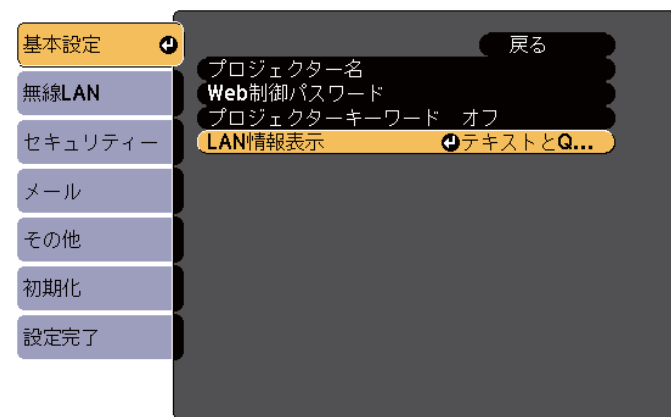 基本設定
無線LAN
セキュリティー
メール
その他
初期化
設定完了
戻る
プロジェクター名
Web制御パスワード
プロジェクターキーワード オフ
LAN情報表示 テキストとQ...